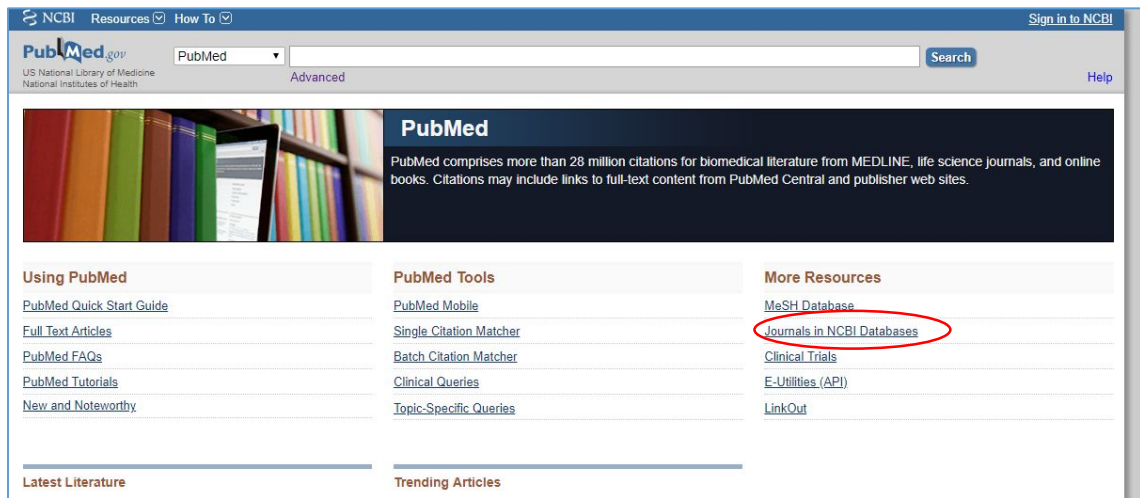 NCBI Resources How To Sign in to NCBI
PubMed.gov
US National Library of Medicine
National Institutes of Health
PubMed
Search
Advanced
Help
PubMed
PubMed comprises more than 28 million citations for biomedical literature from MEDLINE, life science journals, and online
books. Citations may include links to full-text content from PubMed Central and publisher web sites.
Using PubMed
PubMed Quick Start Guide
Full Text Articles
PubMed FAQs
PubMed Tutorials
New and Noteworthy
PubMed Tools
PubMed Mobile
Single Citation Matcher
Batch Citation Matcher
Clinical Queries
Topic-Specific Queries
More Resources
MeSH Database
Journals in NCBI Databases
Clinical Trials
E-Utilities (API)
LinkOut
Latest Literature
Trending Articles